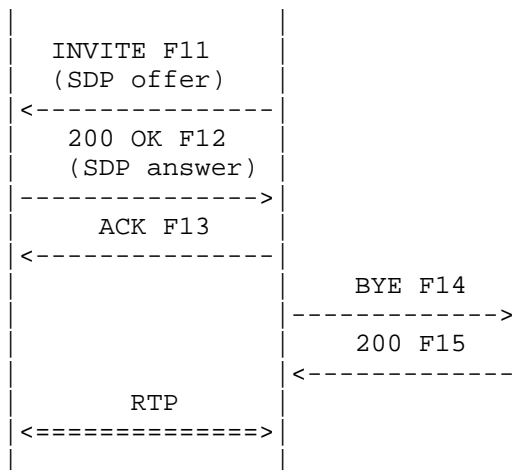 INVITE F11
(SDP offer)
200 OK F12
(SDP answer)
ACK F13
BYE F14
200 F15
RTP